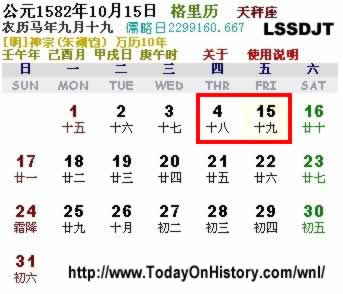 公元1582年10月15日 格里历 天秤座
农历马年九月十九 [儒略日2299160.667 LSSDJT
[明]神宗(朱翊钧) 万历10年
壬午年 己酉月 甲戌日 庚午时 关于 使用说明
日 一 二 三 四 五 六
SUN MON TUE WED THR FRI SAT
1 2 3 4 15 16
十五 十六 十七 十八 十九 廿十
17 18 19 20 21 22 23
廿一 廿二 廿三 廿四 廿五 廿六 廿七
24 25 26 27 28 29 30
霜降 廿九 十月 初二 初三 初四 初五
31
初六
http://www.TodayOnHistory.com/wnl/